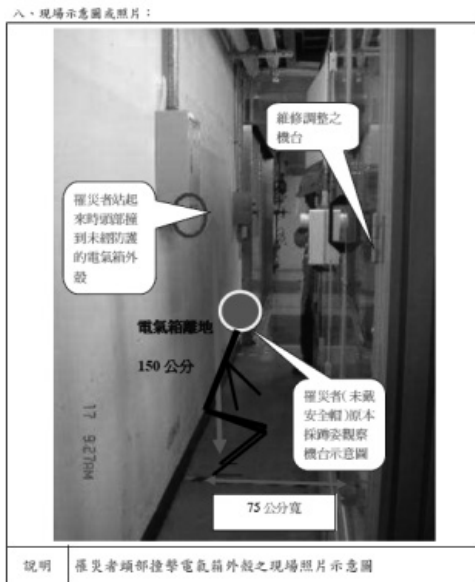 八、現場示意圖或照片：
維修調整之
機台
罹災者站起
來時頭部撞
到未經防護
的電氣箱外
殼
電氣箱離地
150 公分
罹災者(未戴
安全帽)原本
採蹲姿觀察
機台示意圖
17 9:27AM
75 公分寬
說明
罹災者頭部撞擊電氣箱外殼之現場照片示意圖